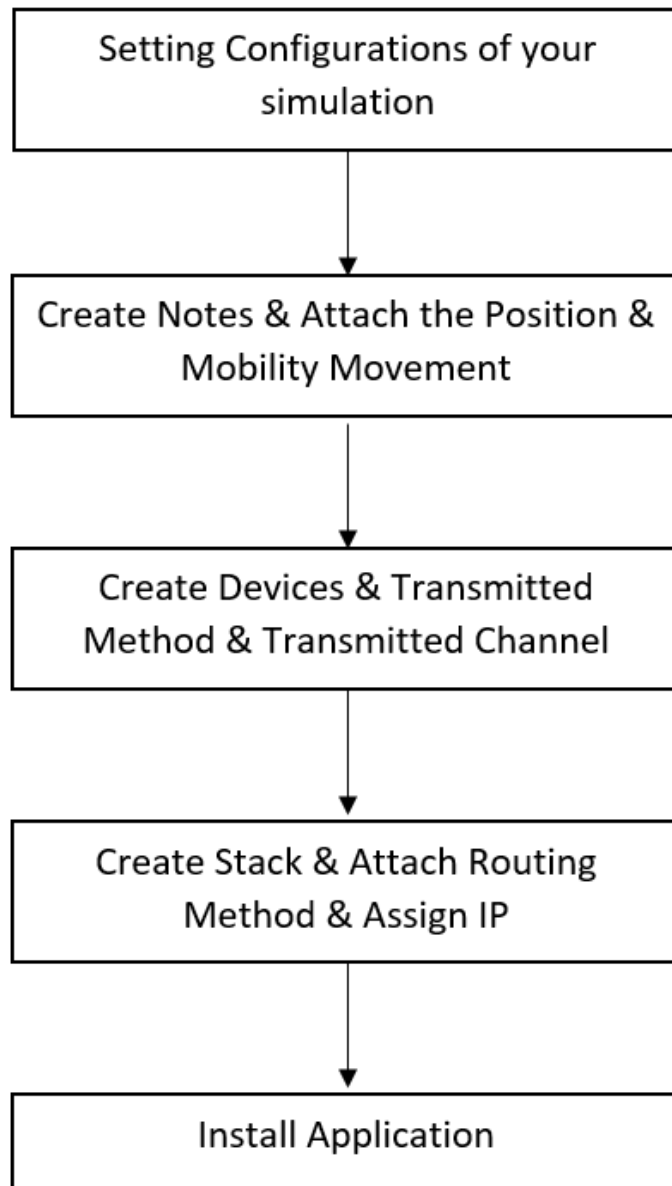 Setting Configurations of your
simulation
Create Notes & Attach the Position &
Mobility Movement
Create Devices & Transmitted
Method & Transmitted Channel
Create Stack & Attach Routing
Method & Assign IP
Install Application